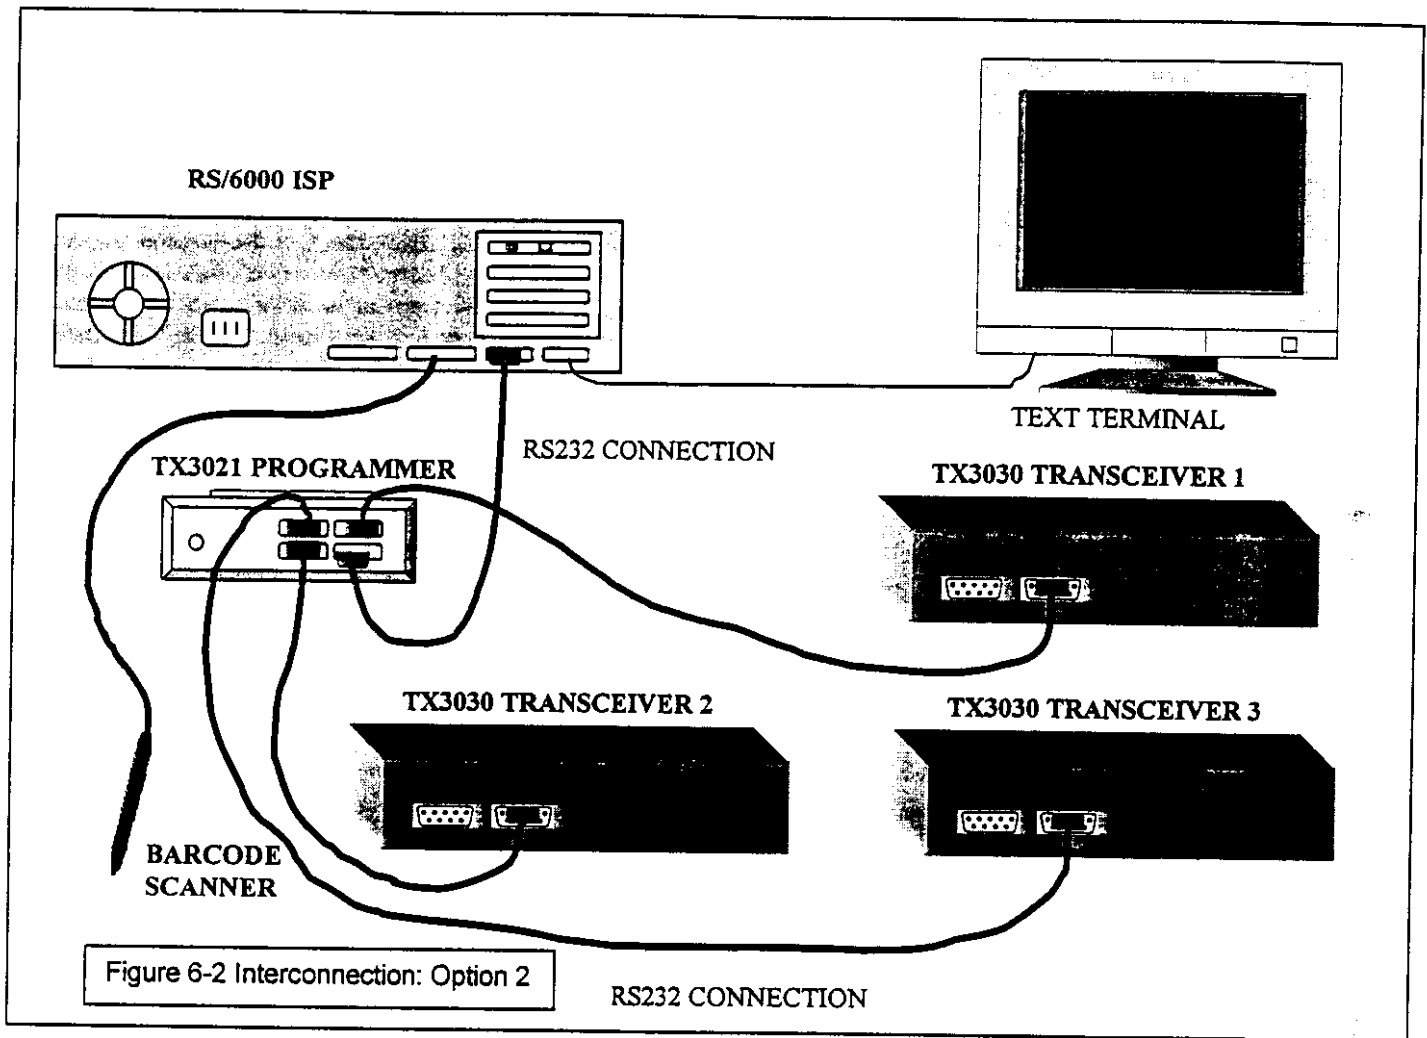 RS/6000 ISP
TEXT TERMINAL
RS232 CONNECTION
TX3021 PROGRAMMER
TX3030 TRANSCEIVER 1
TX3030 TRANSCEIVER 2
TX3030 TRANSCEIVER 3
BARCODE
SCANNER
Figure 6-2 Interconnection: Option 2
RS232 CONNECTION